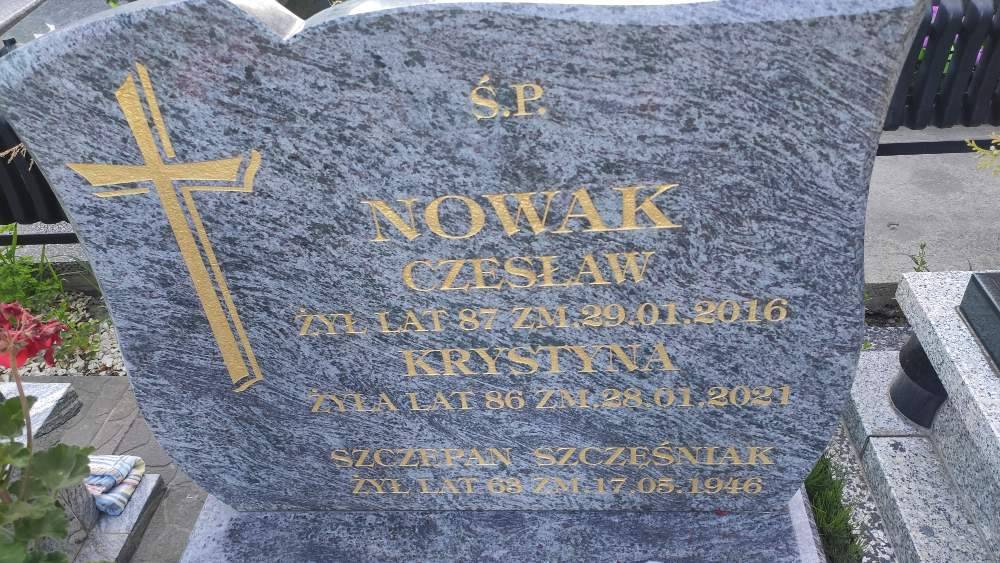 Ś.P.
NOWAK
CZESŁAW
ŻYŁ LAT 87 ZM.29.01.2016
KRYSTYNA
ŻYŁA LAT 86 ZM.28.01.2021
SZCZEPAN SZCZĘŚNIAK
ŻYŁ LAT 63 ZM.17.05.1946